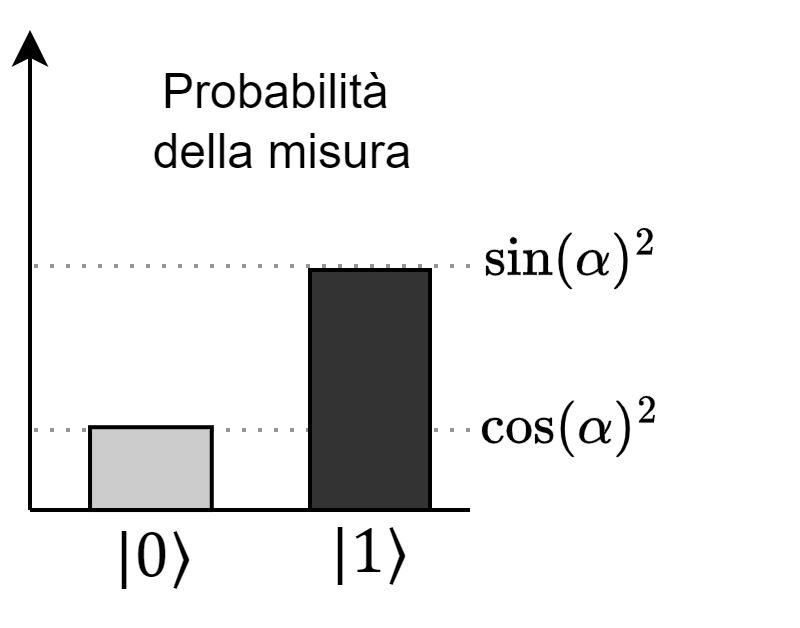 Probabilità
della misura
sin(α)²
cos(α)²
|0⟩ |1⟩